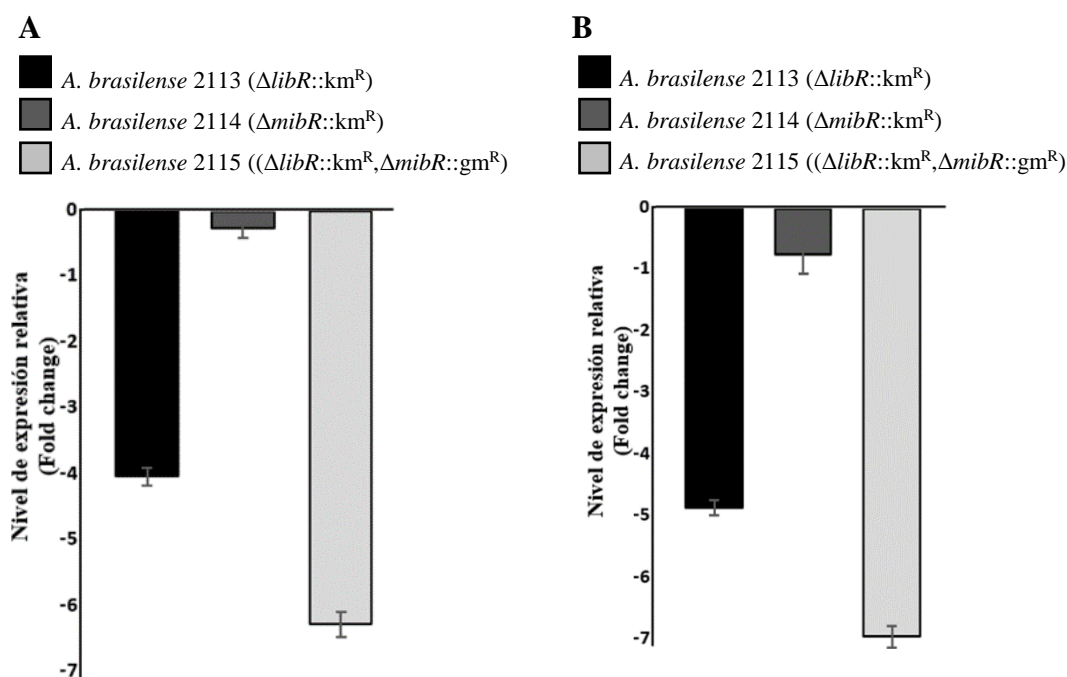 A
A. brasilense 2113 (ΔlibR::kmᴿ)
A. brasilense 2114 (ΔmibR::kmᴿ)
A. brasilense 2115 ((ΔlibR::kmᴿ,ΔmibR::gmᴿ)
Nivel de expresión relativa
(Fold change)
0
-1
-2
-3
-4
-5
-6
-7
B
A. brasilense 2113 (ΔlibR::kmᴿ)
A. brasilense 2114 (ΔmibR::kmᴿ)
A. brasilense 2115 ((ΔlibR::kmᴿ,ΔmibR::gmᴿ)
Nivel de expresión relativa
(Fold change)
0
-1
-2
-3
-4
-5
-6
-7